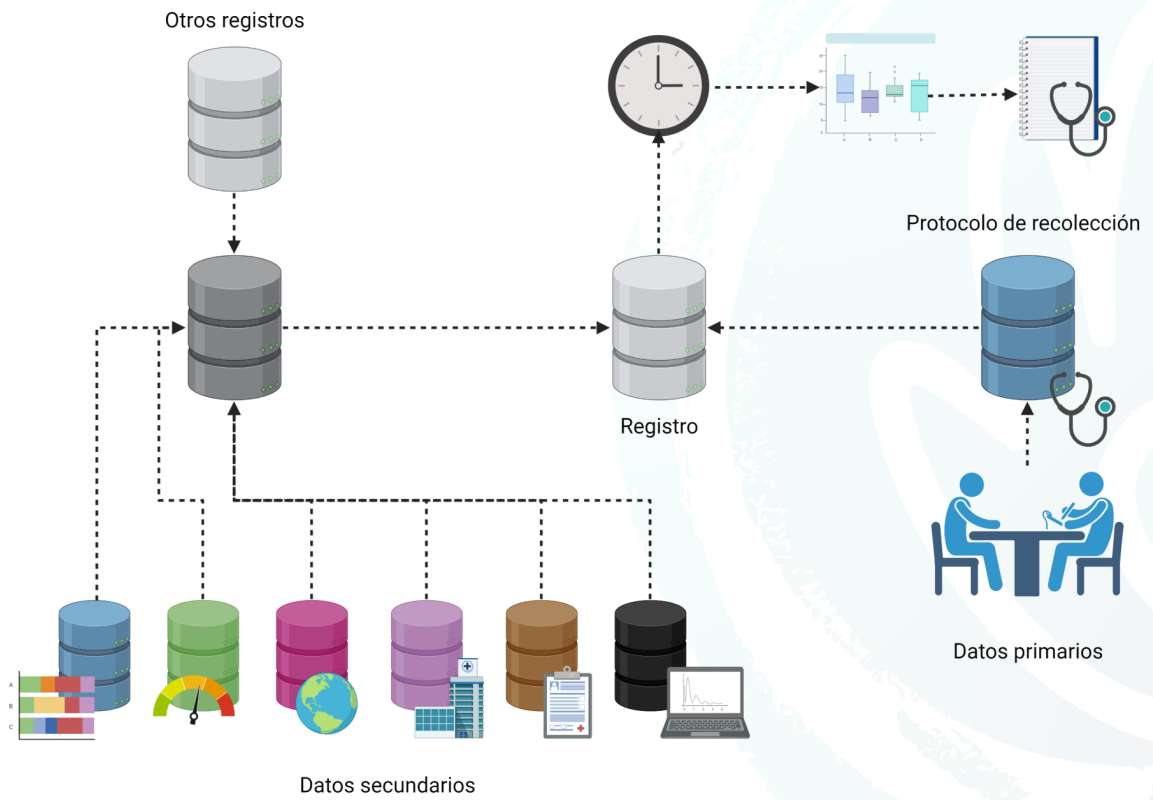 Otros registros
Protocolo de recolección
Registro
Datos primarios
A
B
C
Datos secundarios